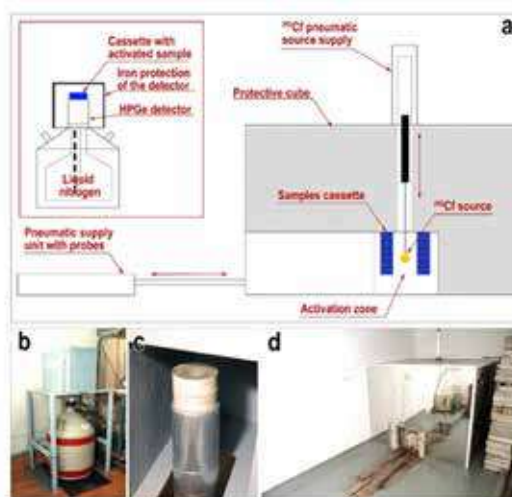 a
Cassette with
activated sample
Iron protection
of the detector
HPGe detector
Liquid
nitrogen
²⁵²Cf pneumatic
source supply
Protective cube
Samples cassette
²⁵²Cf source
Pneumatic supply
unit with probes
Activation zone
b
c
d